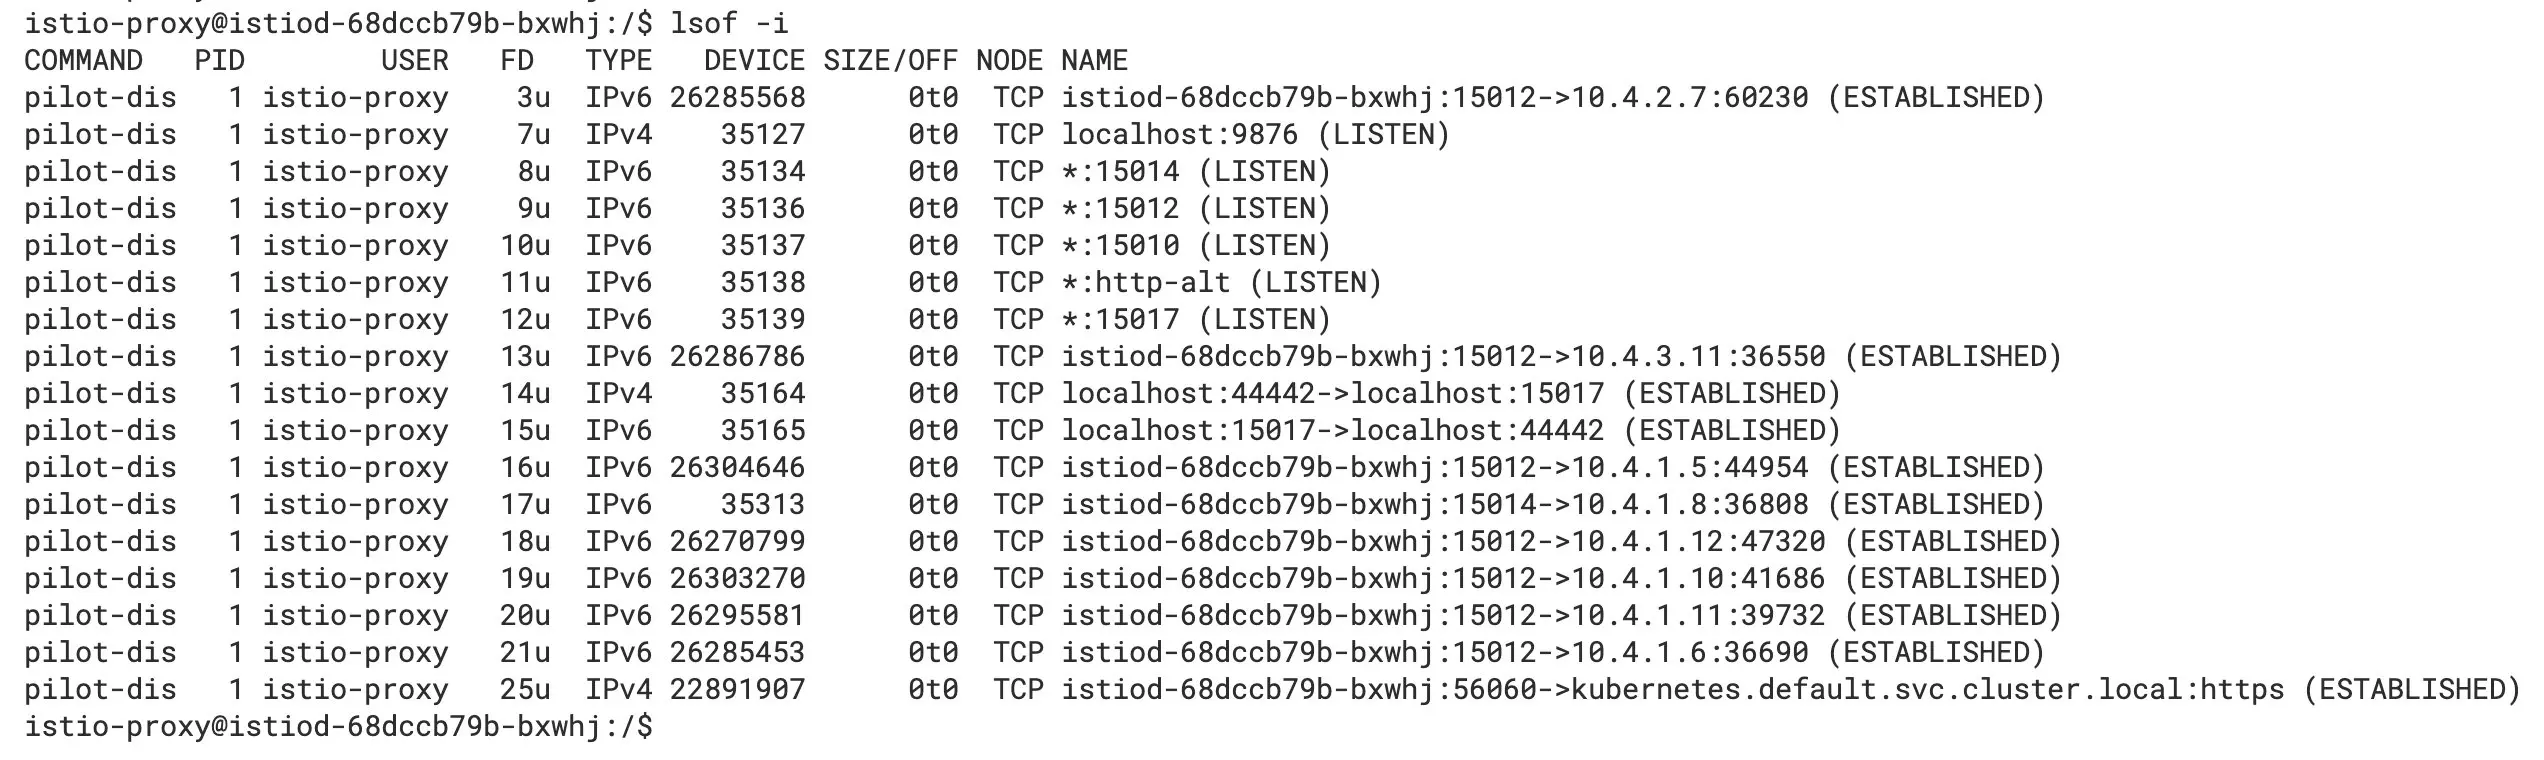 istio-proxy@istiod-68dccb79b-bxwhj:/$ lsof -i
COMMAND   PID        USER   FD   TYPE   DEVICE SIZE/OFF NODE NAME
pilot-dis   1 istio-proxy    3u  IPv6 26285568      0t0  TCP istiod-68dccb79b-bxwhj:15012->10.4.2.7:60230 (ESTABLISHED)
pilot-dis   1 istio-proxy    7u  IPv4    35127      0t0  TCP localhost:9876 (LISTEN)
pilot-dis   1 istio-proxy    8u  IPv6    35134      0t0  TCP *:15014 (LISTEN)
pilot-dis   1 istio-proxy    9u  IPv6    35136      0t0  TCP *:15012 (LISTEN)
pilot-dis   1 istio-proxy   10u  IPv6    35137      0t0  TCP *:15010 (LISTEN)
pilot-dis   1 istio-proxy   11u  IPv6    35138      0t0  TCP *:http-alt (LISTEN)
pilot-dis   1 istio-proxy   12u  IPv6    35139      0t0  TCP *:15017 (LISTEN)
pilot-dis   1 istio-proxy   13u  IPv6 26286786      0t0  TCP istiod-68dccb79b-bxwhj:15012->10.4.3.11:36550 (ESTABLISHED)
pilot-dis   1 istio-proxy   14u  IPv4    35164      0t0  TCP localhost:44442->localhost:15017 (ESTABLISHED)
pilot-dis   1 istio-proxy   15u  IPv6    35165      0t0  TCP localhost:15017->localhost:44442 (ESTABLISHED)
pilot-dis   1 istio-proxy   16u  IPv6 26304646      0t0  TCP istiod-68dccb79b-bxwhj:15012->10.4.1.5:44954 (ESTABLISHED)
pilot-dis   1 istio-proxy   17u  IPv6    35313      0t0  TCP istiod-68dccb79b-bxwhj:15014->10.4.1.8:36808 (ESTABLISHED)
pilot-dis   1 istio-proxy   18u  IPv6 26270799      0t0  TCP istiod-68dccb79b-bxwhj:15012->10.4.1.12:47320 (ESTABLISHED)
pilot-dis   1 istio-proxy   19u  IPv6 26303270      0t0  TCP istiod-68dccb79b-bxwhj:15012->10.4.1.10:41686 (ESTABLISHED)
pilot-dis   1 istio-proxy   20u  IPv6 26295581      0t0  TCP istiod-68dccb79b-bxwhj:15012->10.4.1.11:39732 (ESTABLISHED)
pilot-dis   1 istio-proxy   21u  IPv6 26285453      0t0  TCP istiod-68dccb79b-bxwhj:15012->10.4.1.6:36690 (ESTABLISHED)
pilot-dis   1 istio-proxy   25u  IPv4 22891907      0t0  TCP istiod-68dccb79b-bxwhj:56060->kubernetes.default.svc.cluster.local:https (ESTABLISHED)
istio-proxy@istiod-68dccb79b-bxwhj:/$